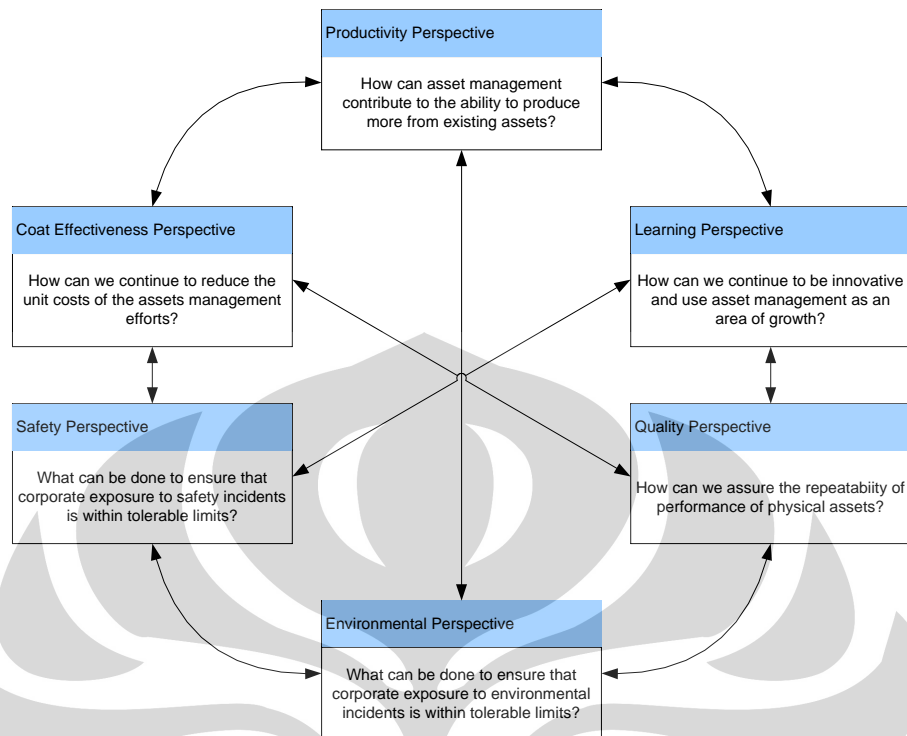 Productivity Perspective
How can asset management
contribute to the ability to produce
more from existing assets?
Coat Effectiveness Perspective
How can we continue to reduce the
unit costs of the assets management
efforts?
Learning Perspective
How can we continue to be innovative
and use asset management as an
area of growth?
Safety Perspective
What can be done to ensure that
corporate exposure to safety incidents
is within tolerable limits?
Quality Perspective
How can we assure the repeatabiity of
performance of physical assets?
Environmental Perspective
What can be done to ensure that
corporate exposure to environmental
incidents is within tolerable limits?